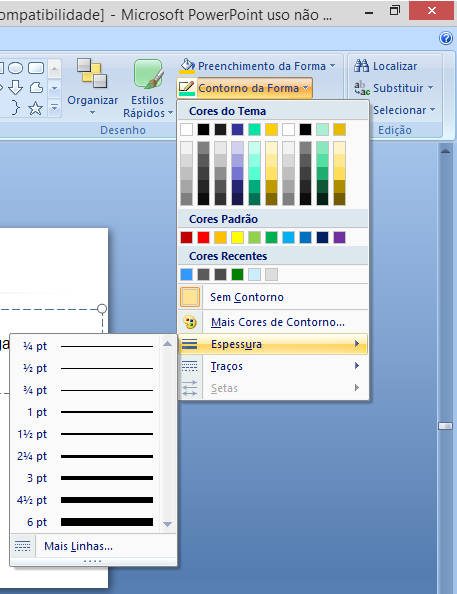 ompatibilidade] - Microsoft PowerPoint uso não ...
Preenchimento da Forma
Localizar
Contorno da Forma
Substituir
Organizar
Estilos
Rápidos
Selecionar
Desenho
Edição
Cores do Tema
Cores Padrão
Cores Recentes
Sem Contorno
Mais Cores de Contorno...
Espessura
Traços
Setas
ga
¼ pt
½ pt
¾ pt
1 pt
1½ pt
2¼ pt
3 pt
4½ pt
6 pt
Mais Linhas...